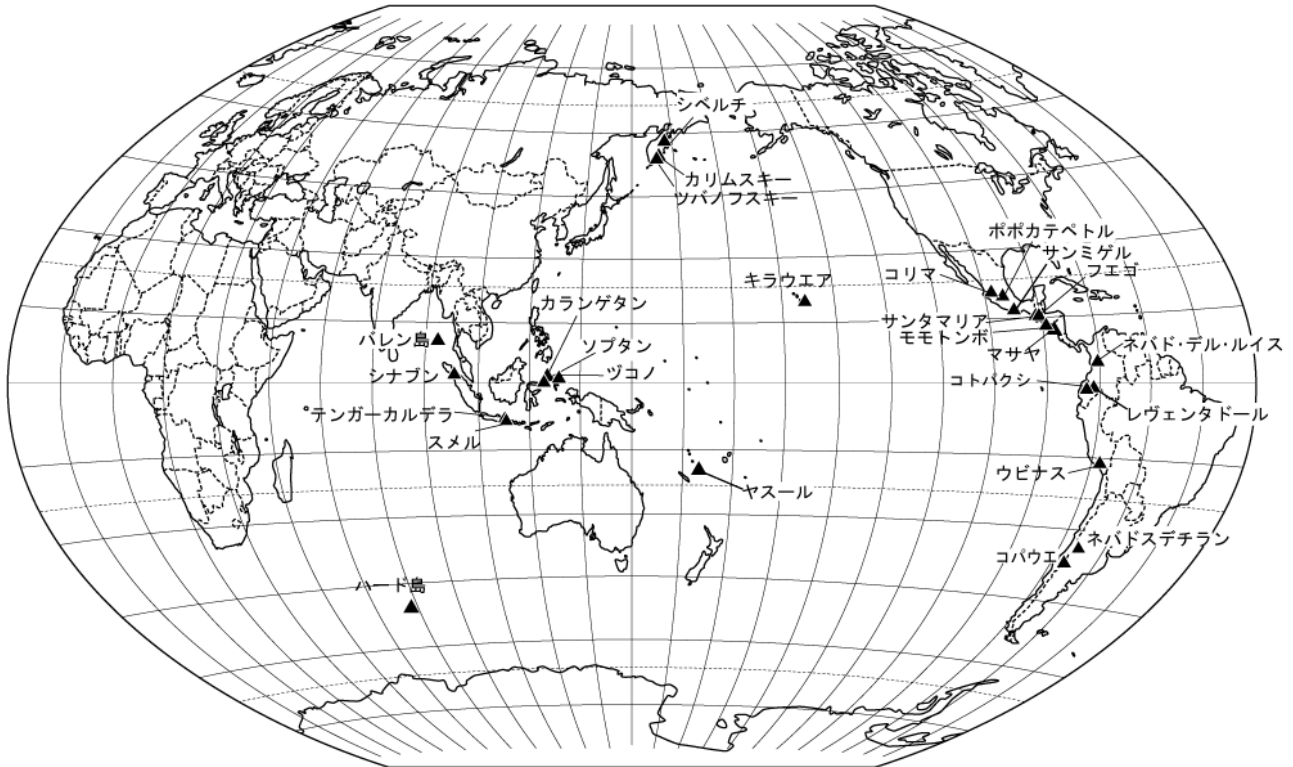 シベルチ
カリムスキー
ツバノフスキー
ポポカテペトル
サンミゲル
フエゴ
コリマ
キラウエア
カランゲタン
サンタマリア
モモトンボ
マサヤ
バレン島
ソプタン
ネバド・デル・ルイス
シナブン
ヅコノ
コトパクシ
テンガーカルデラ
レヴェンタドール
スメル
ウビナス
ヤスール
ネバドスデチラン
コパウエ
ハード島